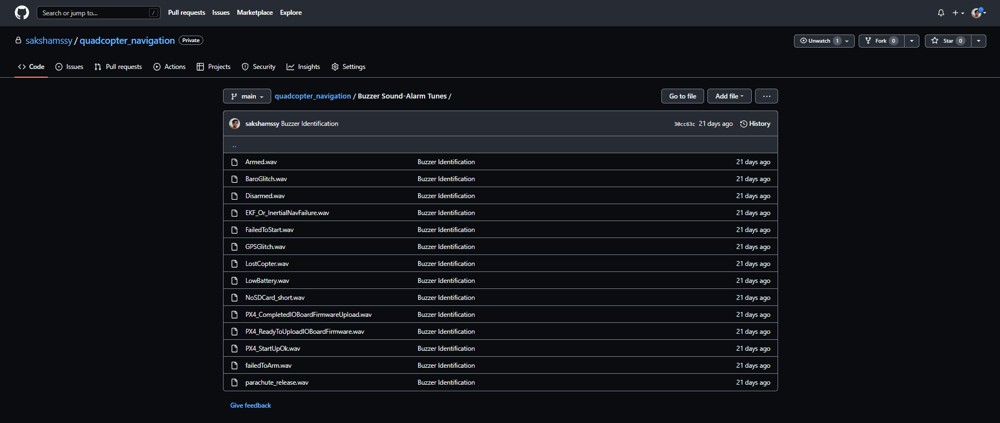 Search or jump to... /
Pull requests Issues Marketplace Explore
sakshamssy / quadcopter_navigation Private
Unwatch 1 Fork 0 Star 0
<> Code Issues Pull requests Actions Projects Security Insights Settings
main quadcopter_navigation / Buzzer Sound-Alarm Tunes / Go to file Add file ...
sakshamssy Buzzer Identification 30cc63c 21 days ago History
..
Armed.wav Buzzer Identification 21 days ago
BaroGlitch.wav Buzzer Identification 21 days ago
Disarmed.wav Buzzer Identification 21 days ago
EKF_Or_InertialNavFailure.wav Buzzer Identification 21 days ago
FailedToStart.wav Buzzer Identification 21 days ago
GPSGlitch.wav Buzzer Identification 21 days ago
LostCopter.wav Buzzer Identification 21 days ago
LowBattery.wav Buzzer Identification 21 days ago
NoSDCard_short.wav Buzzer Identification 21 days ago
PX4_CompletedIOBoardFirmwareUpload.wav Buzzer Identification 21 days ago
PX4_ReadyToUploadIOBoardFirmware.wav Buzzer Identification 21 days ago
PX4_StartUpOk.wav Buzzer Identification 21 days ago
failedToArm.wav Buzzer Identification 21 days ago
parachute_release.wav Buzzer Identification 21 days ago
Give feedback